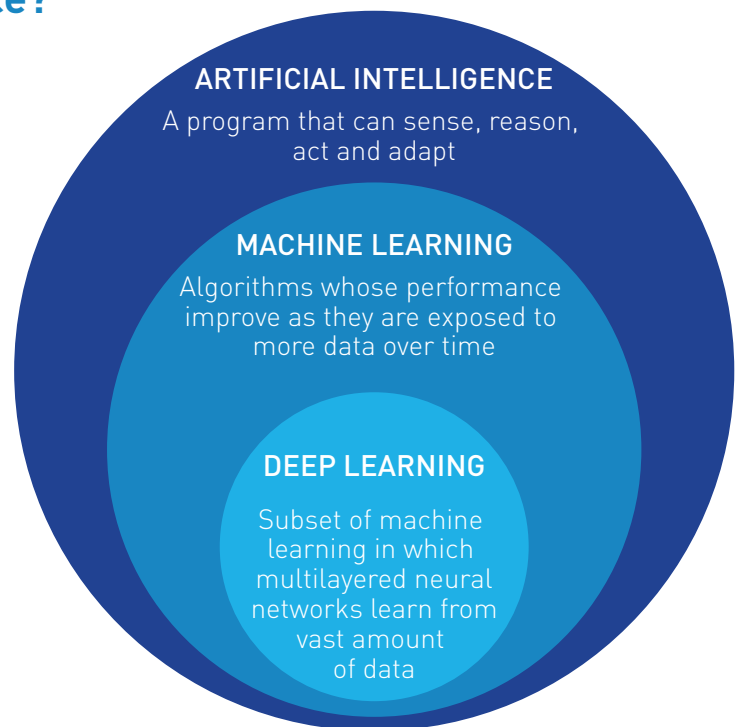 ARTIFICIAL INTELLIGENCE
A program that can sense, reason,
act and adapt
MACHINE LEARNING
Algorithms whose performance
improve as they are exposed to
more data over time
DEEP LEARNING
Subset of machine
learning in which
multilayered neural
networks learn from
vast amount
of data